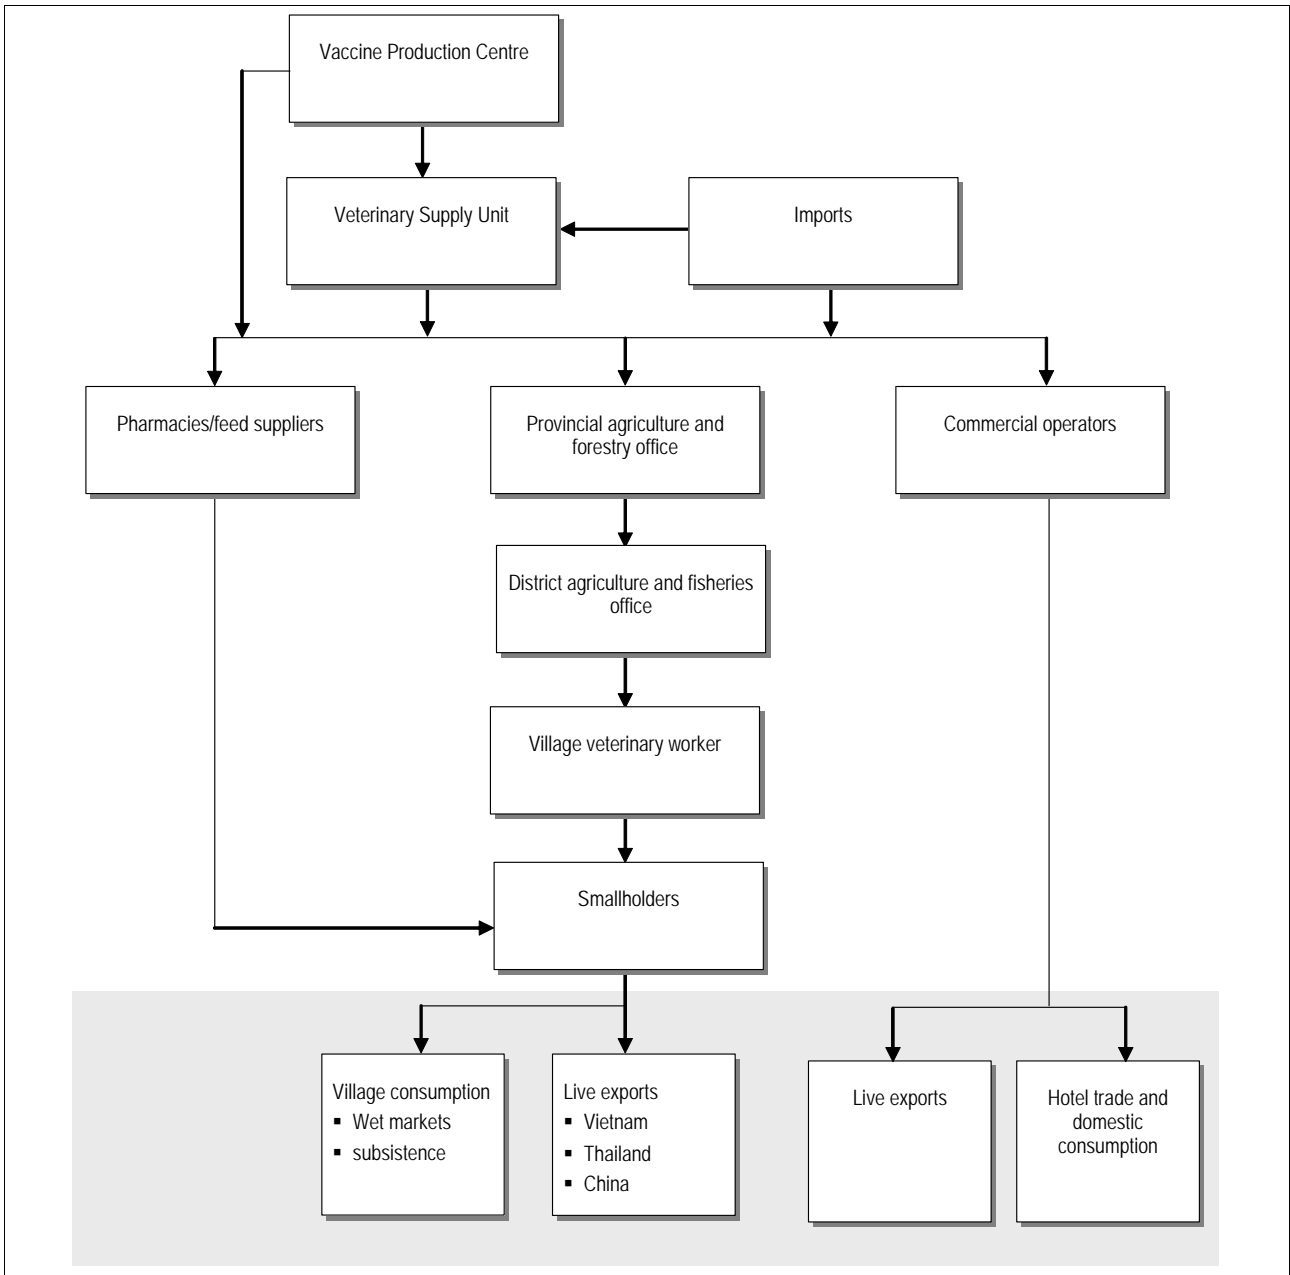 Vaccine Production Centre
Veterinary Supply Unit
Imports
Pharmacies/feed suppliers
Provincial agriculture and
forestry office
Commercial operators
District agriculture and fisheries
office
Village veterinary worker
Smallholders
Village consumption
▪ Wet markets
▪ subsistence
Live exports
▪ Vietnam
▪ Thailand
▪ China
Live exports
Hotel trade and
domestic
consumption